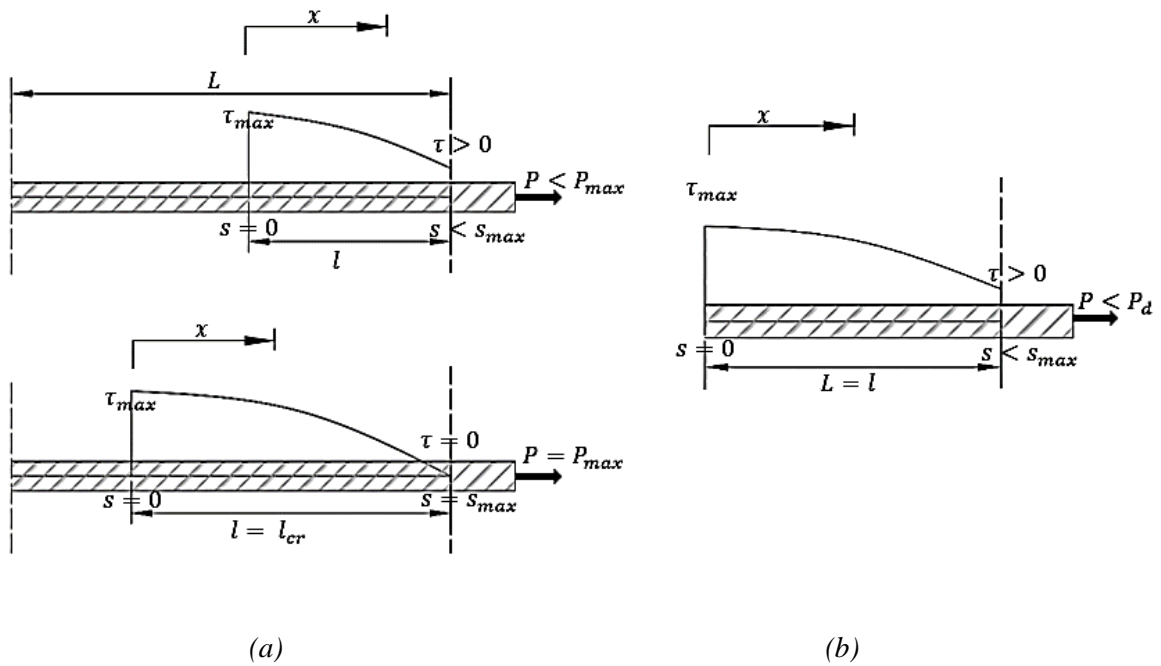 x
L
τmax
τ > 0
P < Pmax
s = 0
s < smax
l
x
τmax
τ = 0
P = Pmax
s = 0
s = smax
l = lcr
x
τmax
τ > 0
P < Pd
s = 0
s < smax
L = l
(a)
(b)